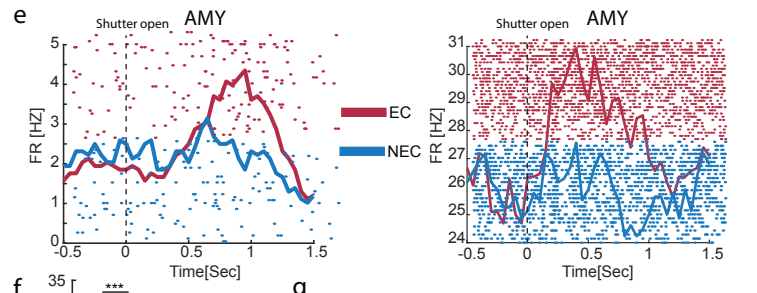 e
Shutter open AMY
FR [HZ]
5
4
3
2
1
0
-0.5 0 0.5 1 1.5
Time[Sec]
EC
NEC
Shutter open AMY
FR [HZ]
31
30
29
28
27
26
25
24
-0.5 0 0.5 1 1.5
Time[Sec]
f 35 *** g